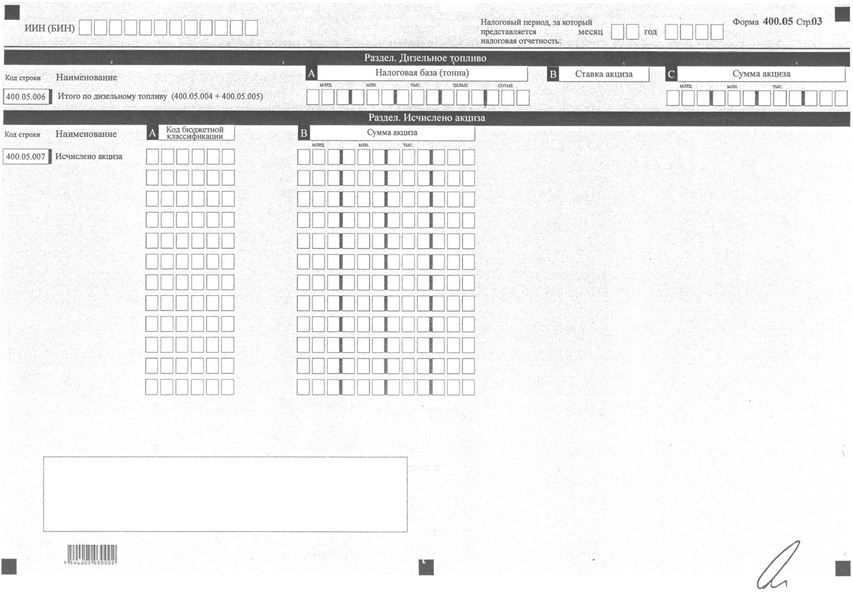 ИИН (БИН)
Налоговый период, за который
представляется
налоговая отчетность:
месяц
год
Форма 400.05 Стр.03
Раздел. Дизельное топливо
Код строки
Наименование
A Налоговая база (тонна)
B Ставка акциза
C Сумма акциза
млрд. млн. тыс. целые сотые
млрд. млн. тыс.
400.05.006 Итого по дизельному топливу (400.05.004 + 400.05.005)
Раздел. Исчислено акциза
Код строки
Наименование
A Код бюджетной
классификации
B Сумма акциза
млрд. млн. тыс.
400.05.007 Исчислено акциза